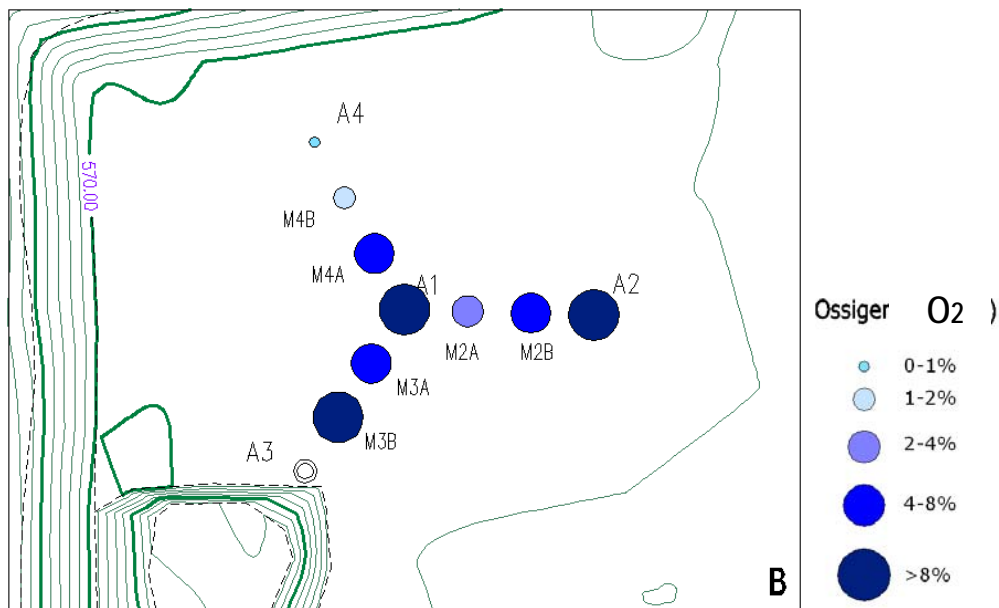 A4
570.00
M4B
M4A
A1
A2
Ossiger O2 )
M2A
M2B
0-1%
M3A
1-2%
M3B
2-4%
A3
4-8%
B
>8%